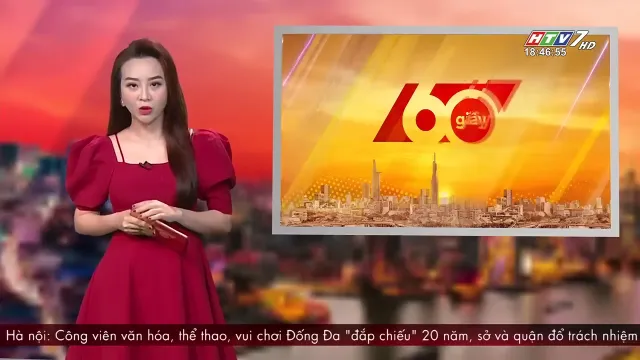 HTV7 HD
18:46:55
60 giây
Hà nội: Công viên văn hóa, thể thao, vui chơi Đống Đa "đắp chiếu" 20 năm, sở và quận đổ trách nhiệm